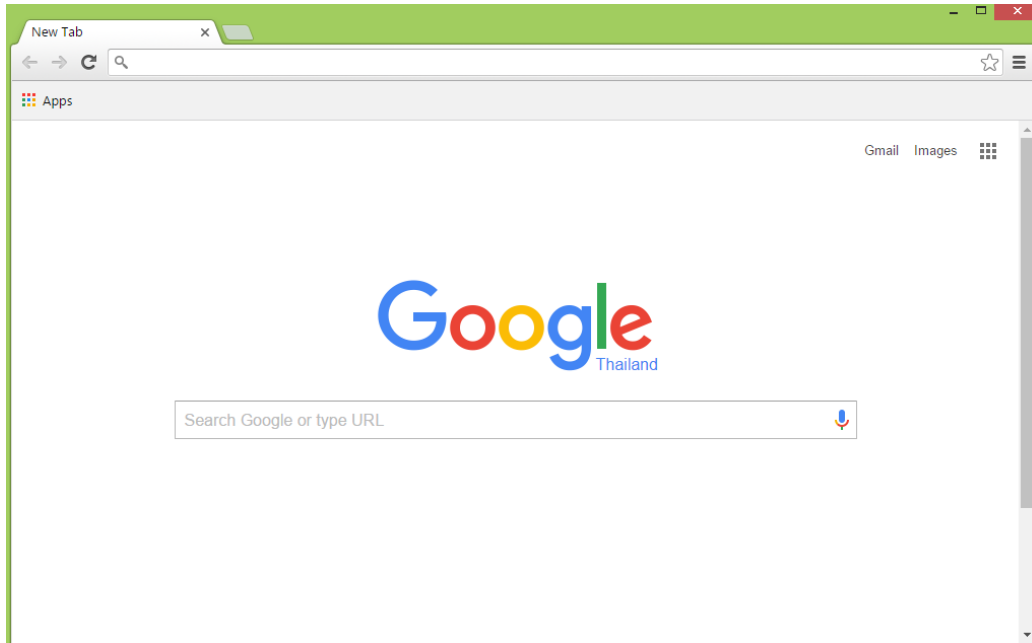 New Tab
Apps
Gmail Images
Google
Thailand
Search Google or type URL